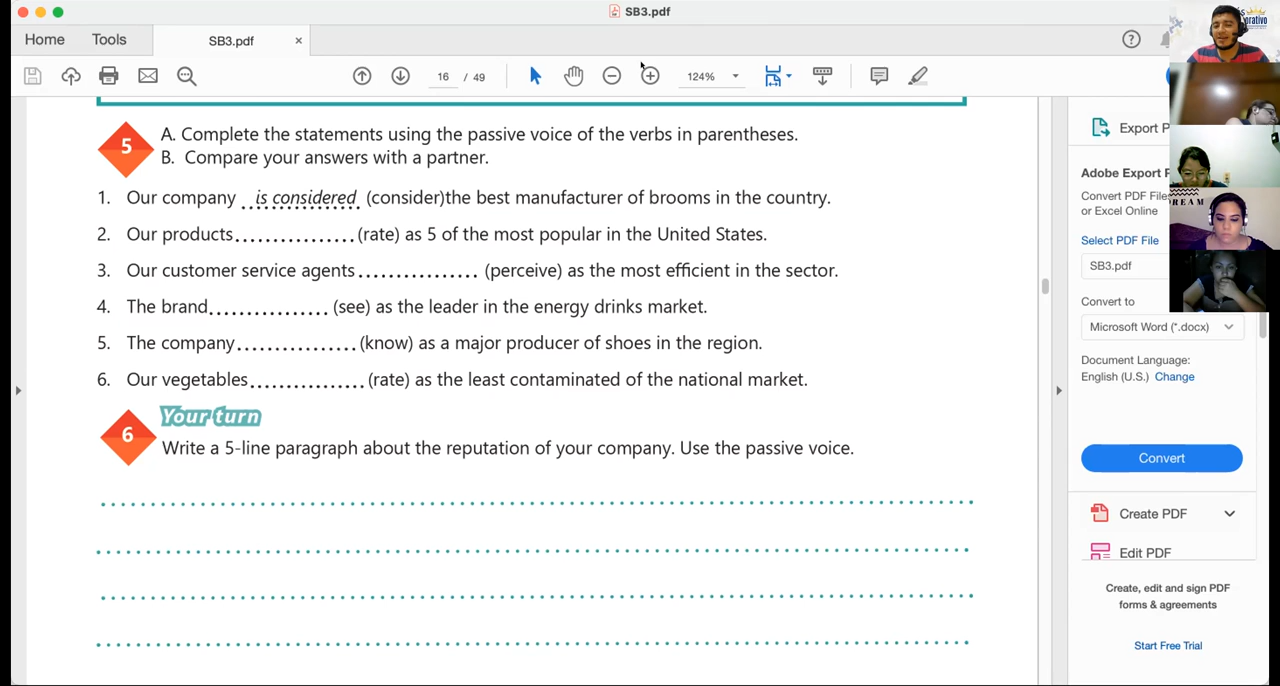 SB3.pdf
Home Tools SB3.pdf ×
16 / 49 124%
5 A. Complete the statements using the passive voice of the verbs in parentheses.
B. Compare your answers with a partner.
1. Our company ..is considered.. (consider)the best manufacturer of brooms in the country.
2. Our products................(rate) as 5 of the most popular in the United States.
3. Our customer service agents................ (perceive) as the most efficient in the sector.
4. The brand................(see) as the leader in the energy drinks market.
5. The company................(know) as a major producer of shoes in the region.
6. Our vegetables................(rate) as the least contaminated of the national market.
Your turn
6 Write a 5-line paragraph about the reputation of your company. Use the passive voice.
Export P
Adobe Export P
Convert PDF File
or Excel Online
Select PDF File
SB3.pdf
Convert to
Microsoft Word (*.docx)
Document Language:
English (U.S.) Change
Convert
Create PDF
Edit PDF
Create, edit and sign PDF
forms & agreements
Start Free Trial
orativo
REAM